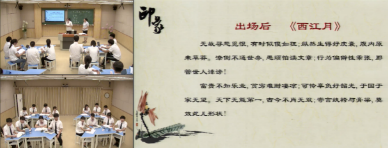 印象
出场后 《西江月》
无故寻愁觅恨，有时似傻如狂；纵然生得好皮囊，腹内原
来草莽。潦倒不通世务，愚顽怕读文章；行为偏僻性乖张，那
管世人诽谤！
富贵不知乐业，贫穷难耐凄凉；可怜辜负好韶光，于国于
家无望。天下无能第一，古今不肖无双；寄言纨绔与膏粱，莫
效此儿形状！